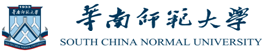 華南師範大學
SOUTH CHINA NORMAL UNIVERSITY